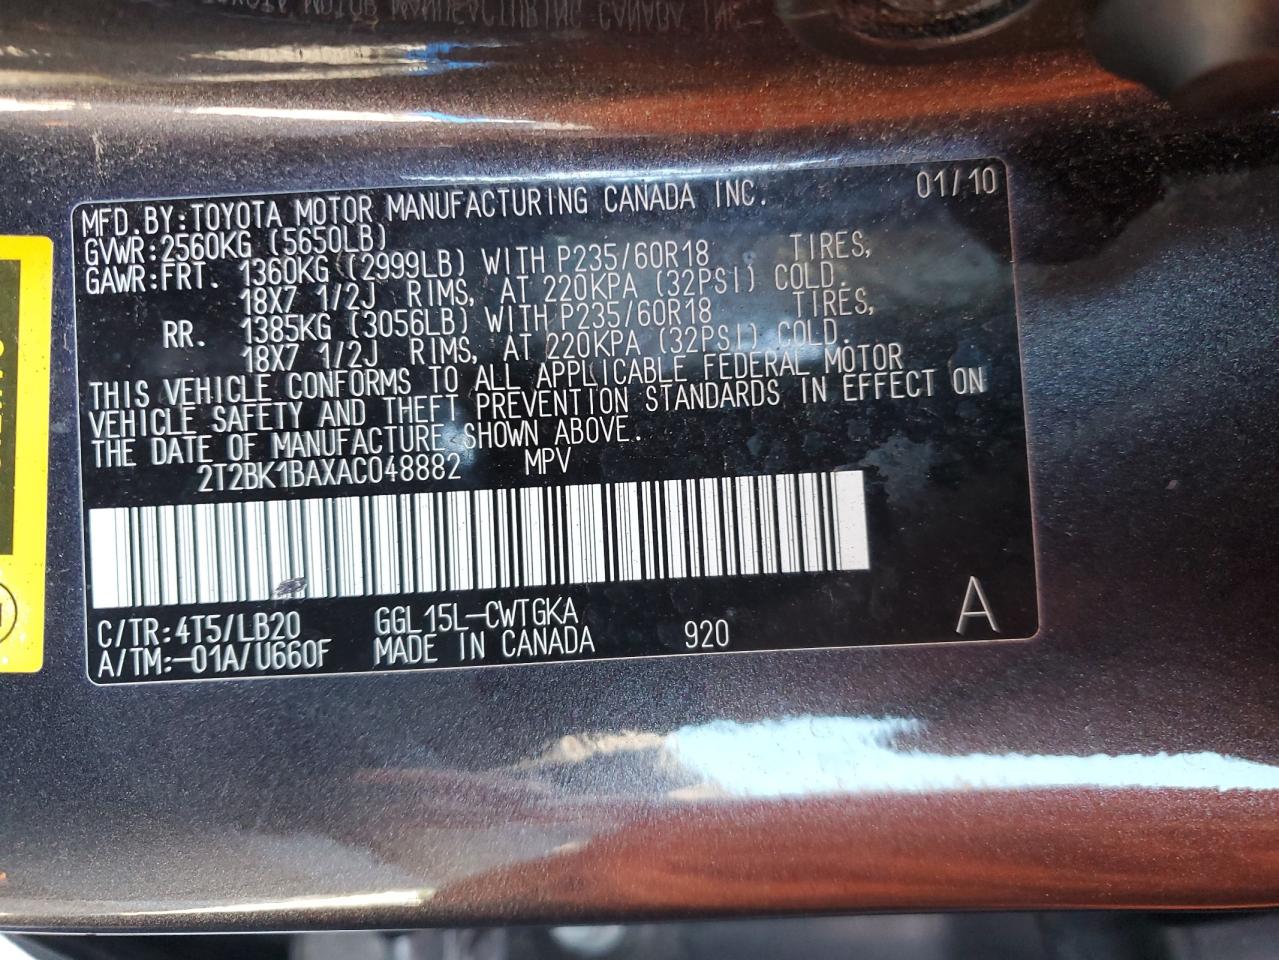 MFD.BY:TOYOTA MOTOR MANUFACTURING CANADA INC. 01/10
GVWR:2560KG (5650LB)
GAWR:FRT. 1360KG (2999LB) WITH P235/60R18 TIRES,
18X7 1/2J RIMS, AT 220KPA (32PSI) COLD.
RR. 1385KG (3056LB) WITH P235/60R18 TIRES,
18X7 1/2J RIMS, AT 220KPA (32PSI) COLD.
THIS VEHICLE CONFORMS TO ALL APPLICABLE FEDERAL MOTOR
VEHICLE SAFETY AND THEFT PREVENTION STANDARDS IN EFFECT ON
THE DATE OF MANUFACTURE SHOWN ABOVE.
2T2BK1BAXAC048882 MPV
C/TR:4T5/LB20 GGL15L-CWTGKA A
A/TM:-01A/U660F MADE IN CANADA 920